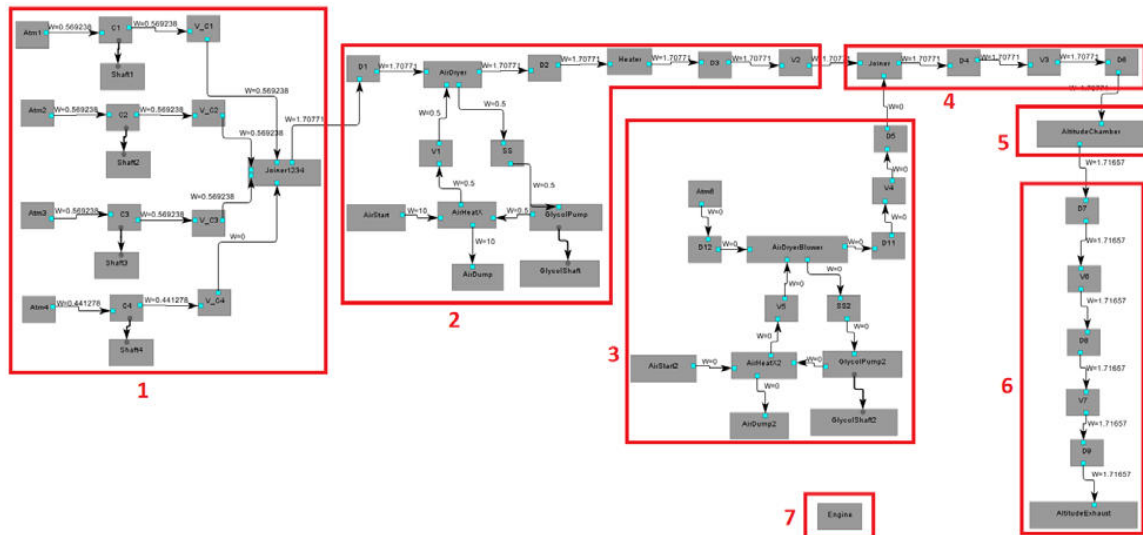 Atm1
W=0.569238
C1
W=0.569238
V_C1
Shaft1
Atm2
W=0.569238
C2
W=0.569238
V_C2
W=0.569238
Shaft2
Joiner1234
W=1.70771
Atm3
W=0.569238
C3
W=0.569238
V_C3
W=0.569238
Shaft3
W=0
Atm4
W=0.441278
C4
W=0.441278
V_C4
Shaft4
1
D1
W=1.70771
AirDryer
W=1.70771
D2
W=1.70771
Heater
W=1.70771
D3
W=1.70771
V2
W=1.70771
W=0.5
W=0.5
V1
SS
W=0.5
W=0.5
AirStart
W=10
AirHeatX
W=0.5
GlycolPump
W=10
AirDump
GlycolShaft
2
Joiner
W=1.70771
D4
W=1.70771
V3
W=1.70771
D6
W=1.70771
4
W=0
D5
W=0
V4
W=0
D11
Atm6
W=0
D12
W=0
AirDryerBlower
W=0
W=0
W=0
V5
SS2
W=0
W=0
AirStart2
W=0
AirHeatX2
W=0
GlycolPump2
W=0
AirDump2
GlycolShaft2
3
AltitudeChamber
5
W=1.71657
D7
W=1.71657
V6
W=1.71657
D8
W=1.71657
V7
W=1.71657
D9
W=1.71657
AltitudeExhaust
6
7
Engine